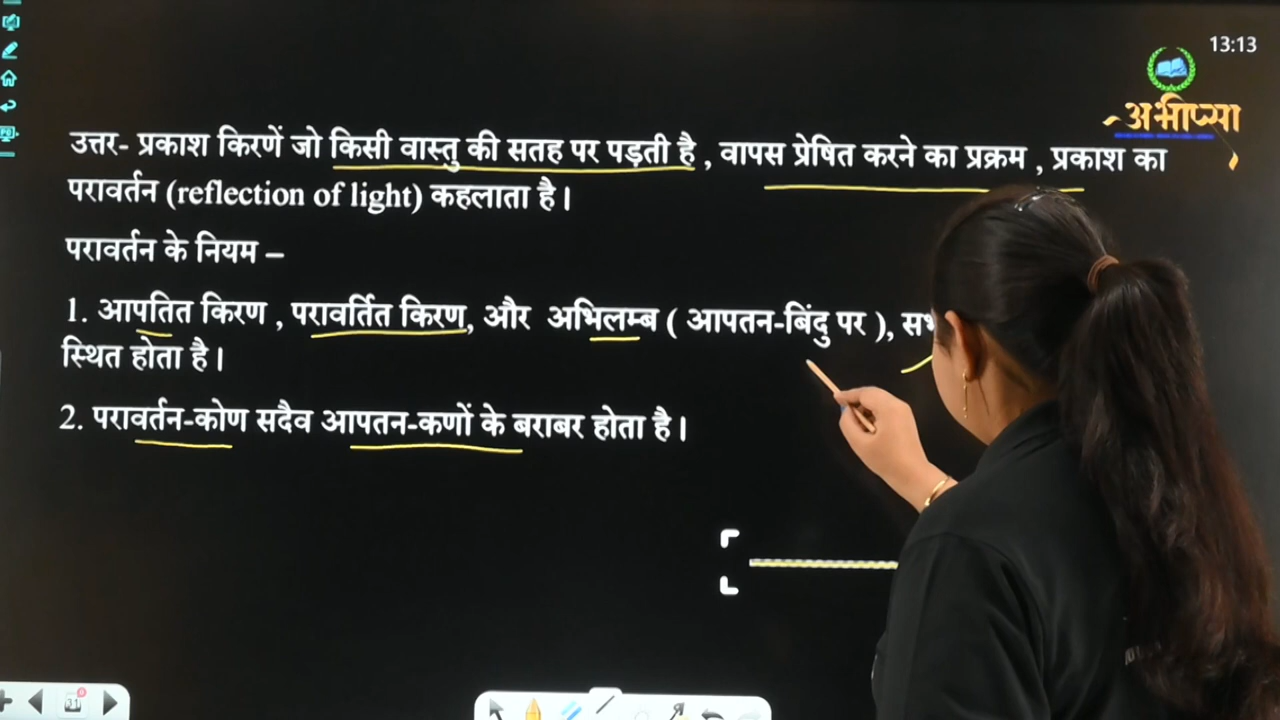 13:13
अभीप्सा
उत्तर- प्रकाश किरणें जो किसी वास्तु की सतह पर पड़ती है , वापस प्रेषित करने का प्रक्रम , प्रकाश का
परावर्तन (reflection of light) कहलाता है।
परावर्तन के नियम –
1. आपतित किरण , परावर्तित किरण, और अभिलम्ब ( आपतन-बिंदु पर ),
स्थित होता है।
2. परावर्तन-कोण सदैव आपतन-कणों के बराबर होता है।